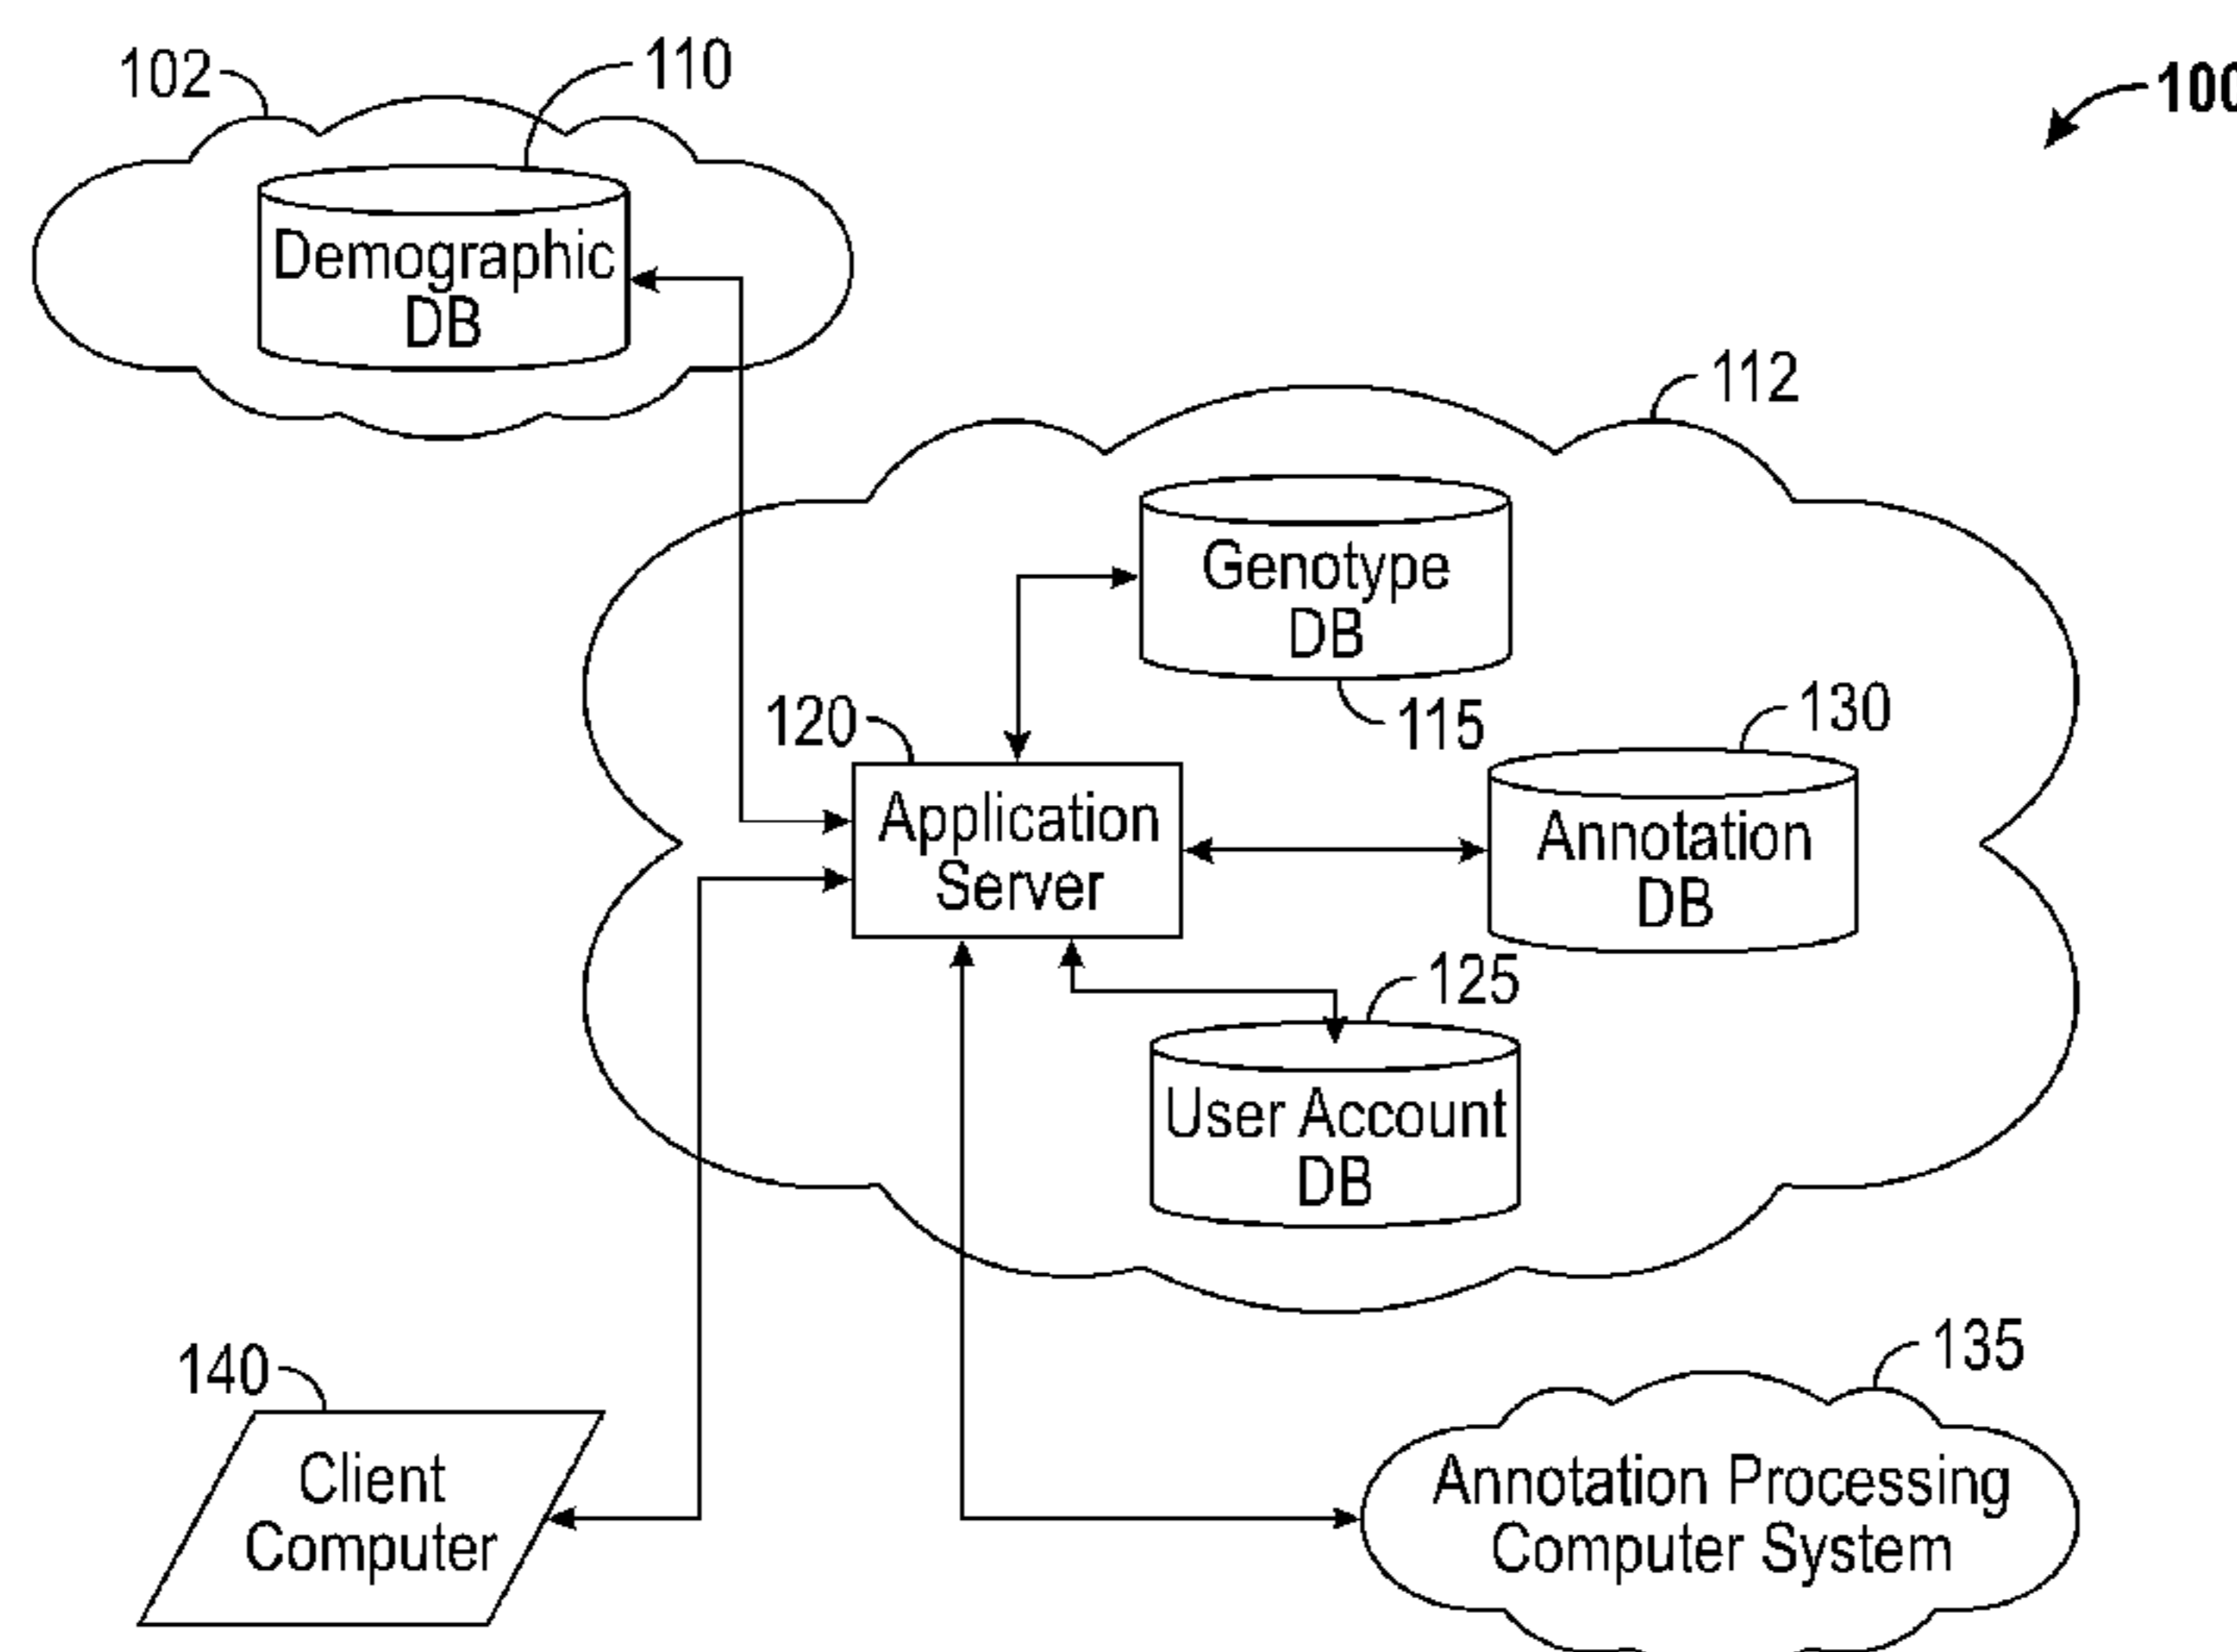 102
110
100
Demographic
DB
112
Genotype
DB
115
120
130
Application
Server
Annotation
DB
125
User Account
DB
140
135
Client
Computer
Annotation Processing
Computer System